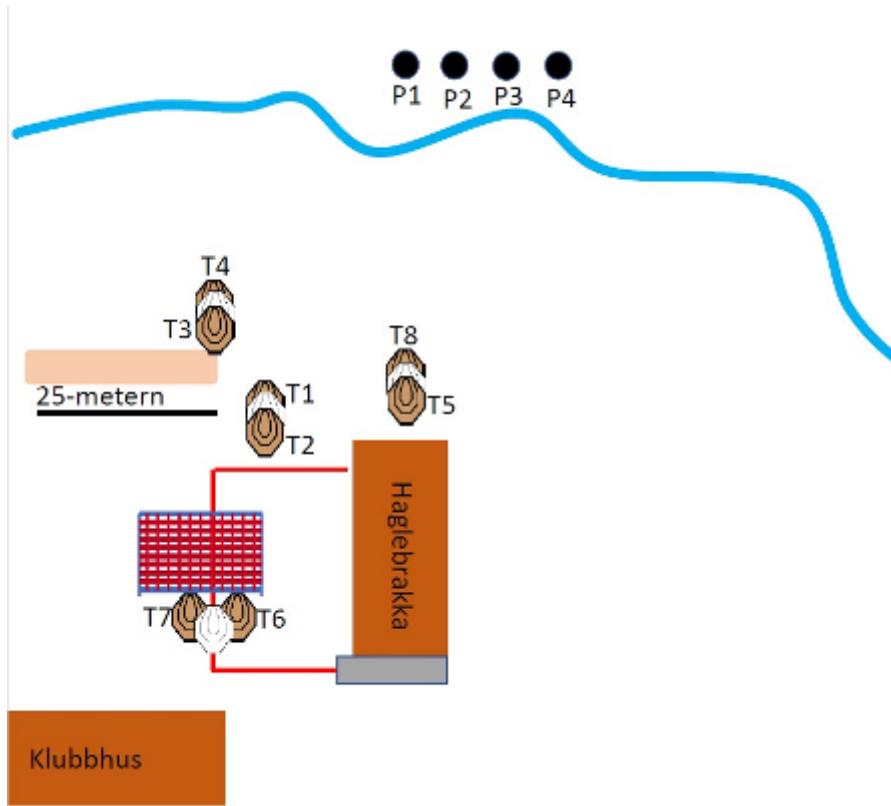 P1 P2 P3 P4
T4
T3
T8
25-metern
T1
T5
T2
Haglebrakka
T7 T6
Klubbhus